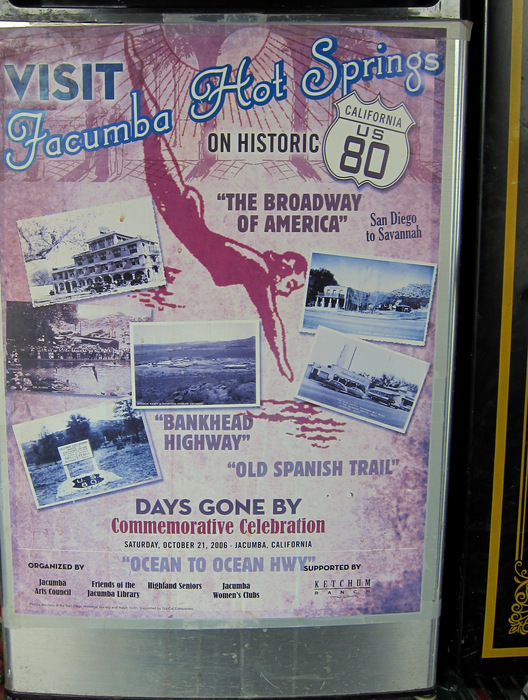 VISIT
Jacumba Hot Springs
ON HISTORIC
CALIFORNIA
US
80
"THE BROADWAY
OF AMERICA"
San Diego
to Savannah
"BANKHEAD
HIGHWAY"
"OLD SPANISH TRAIL"
DAYS GONE BY
Commemorative Celebration
SATURDAY, OCTOBER 21, 2006 - JACUMBA, CALIFORNIA
"OCEAN TO OCEAN HWY"
ORGANIZED BY
Jacumba
Arts Council
Friends of the
Jacumba Library
Highland Seniors
Jacumba
Women's Clubs
SUPPORTED BY
KETCHUM
RANCH